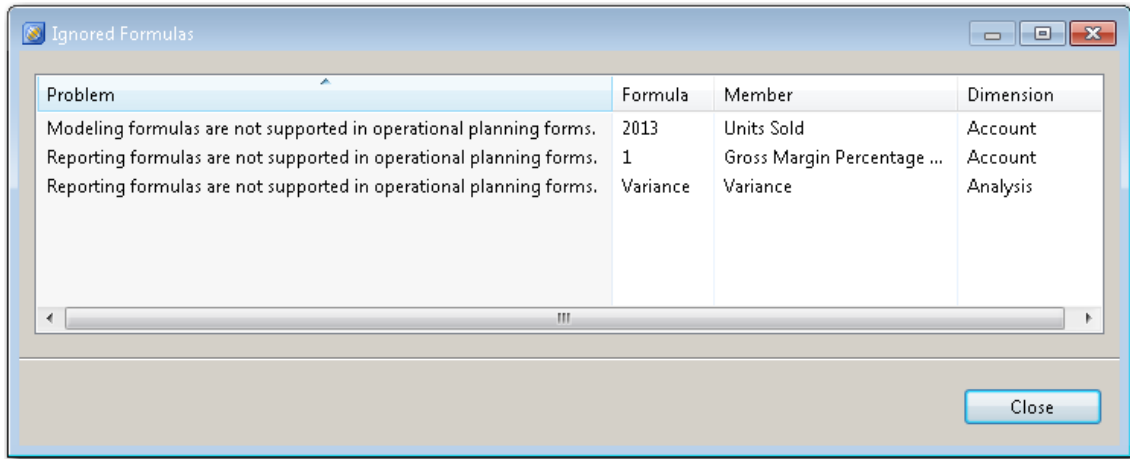 Ignored Formulas
Problem Formula Member Dimension
Modeling formulas are not supported in operational planning forms. 2013 Units Sold Account
Reporting formulas are not supported in operational planning forms. 1 Gross Margin Percentage ... Account
Reporting formulas are not supported in operational planning forms. Variance Variance Analysis
Close